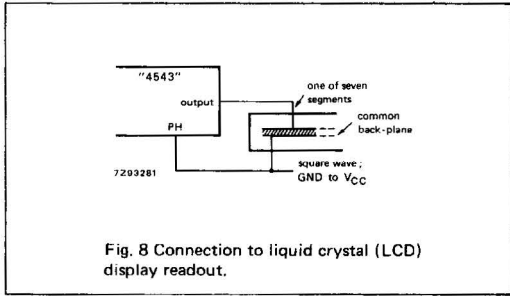 "4543"
output
PH
one of seven
segments
common
back-plane
square wave;
GND to VCC
7Z93281
Fig. 8 Connection to liquid crystal (LCD)
display readout.